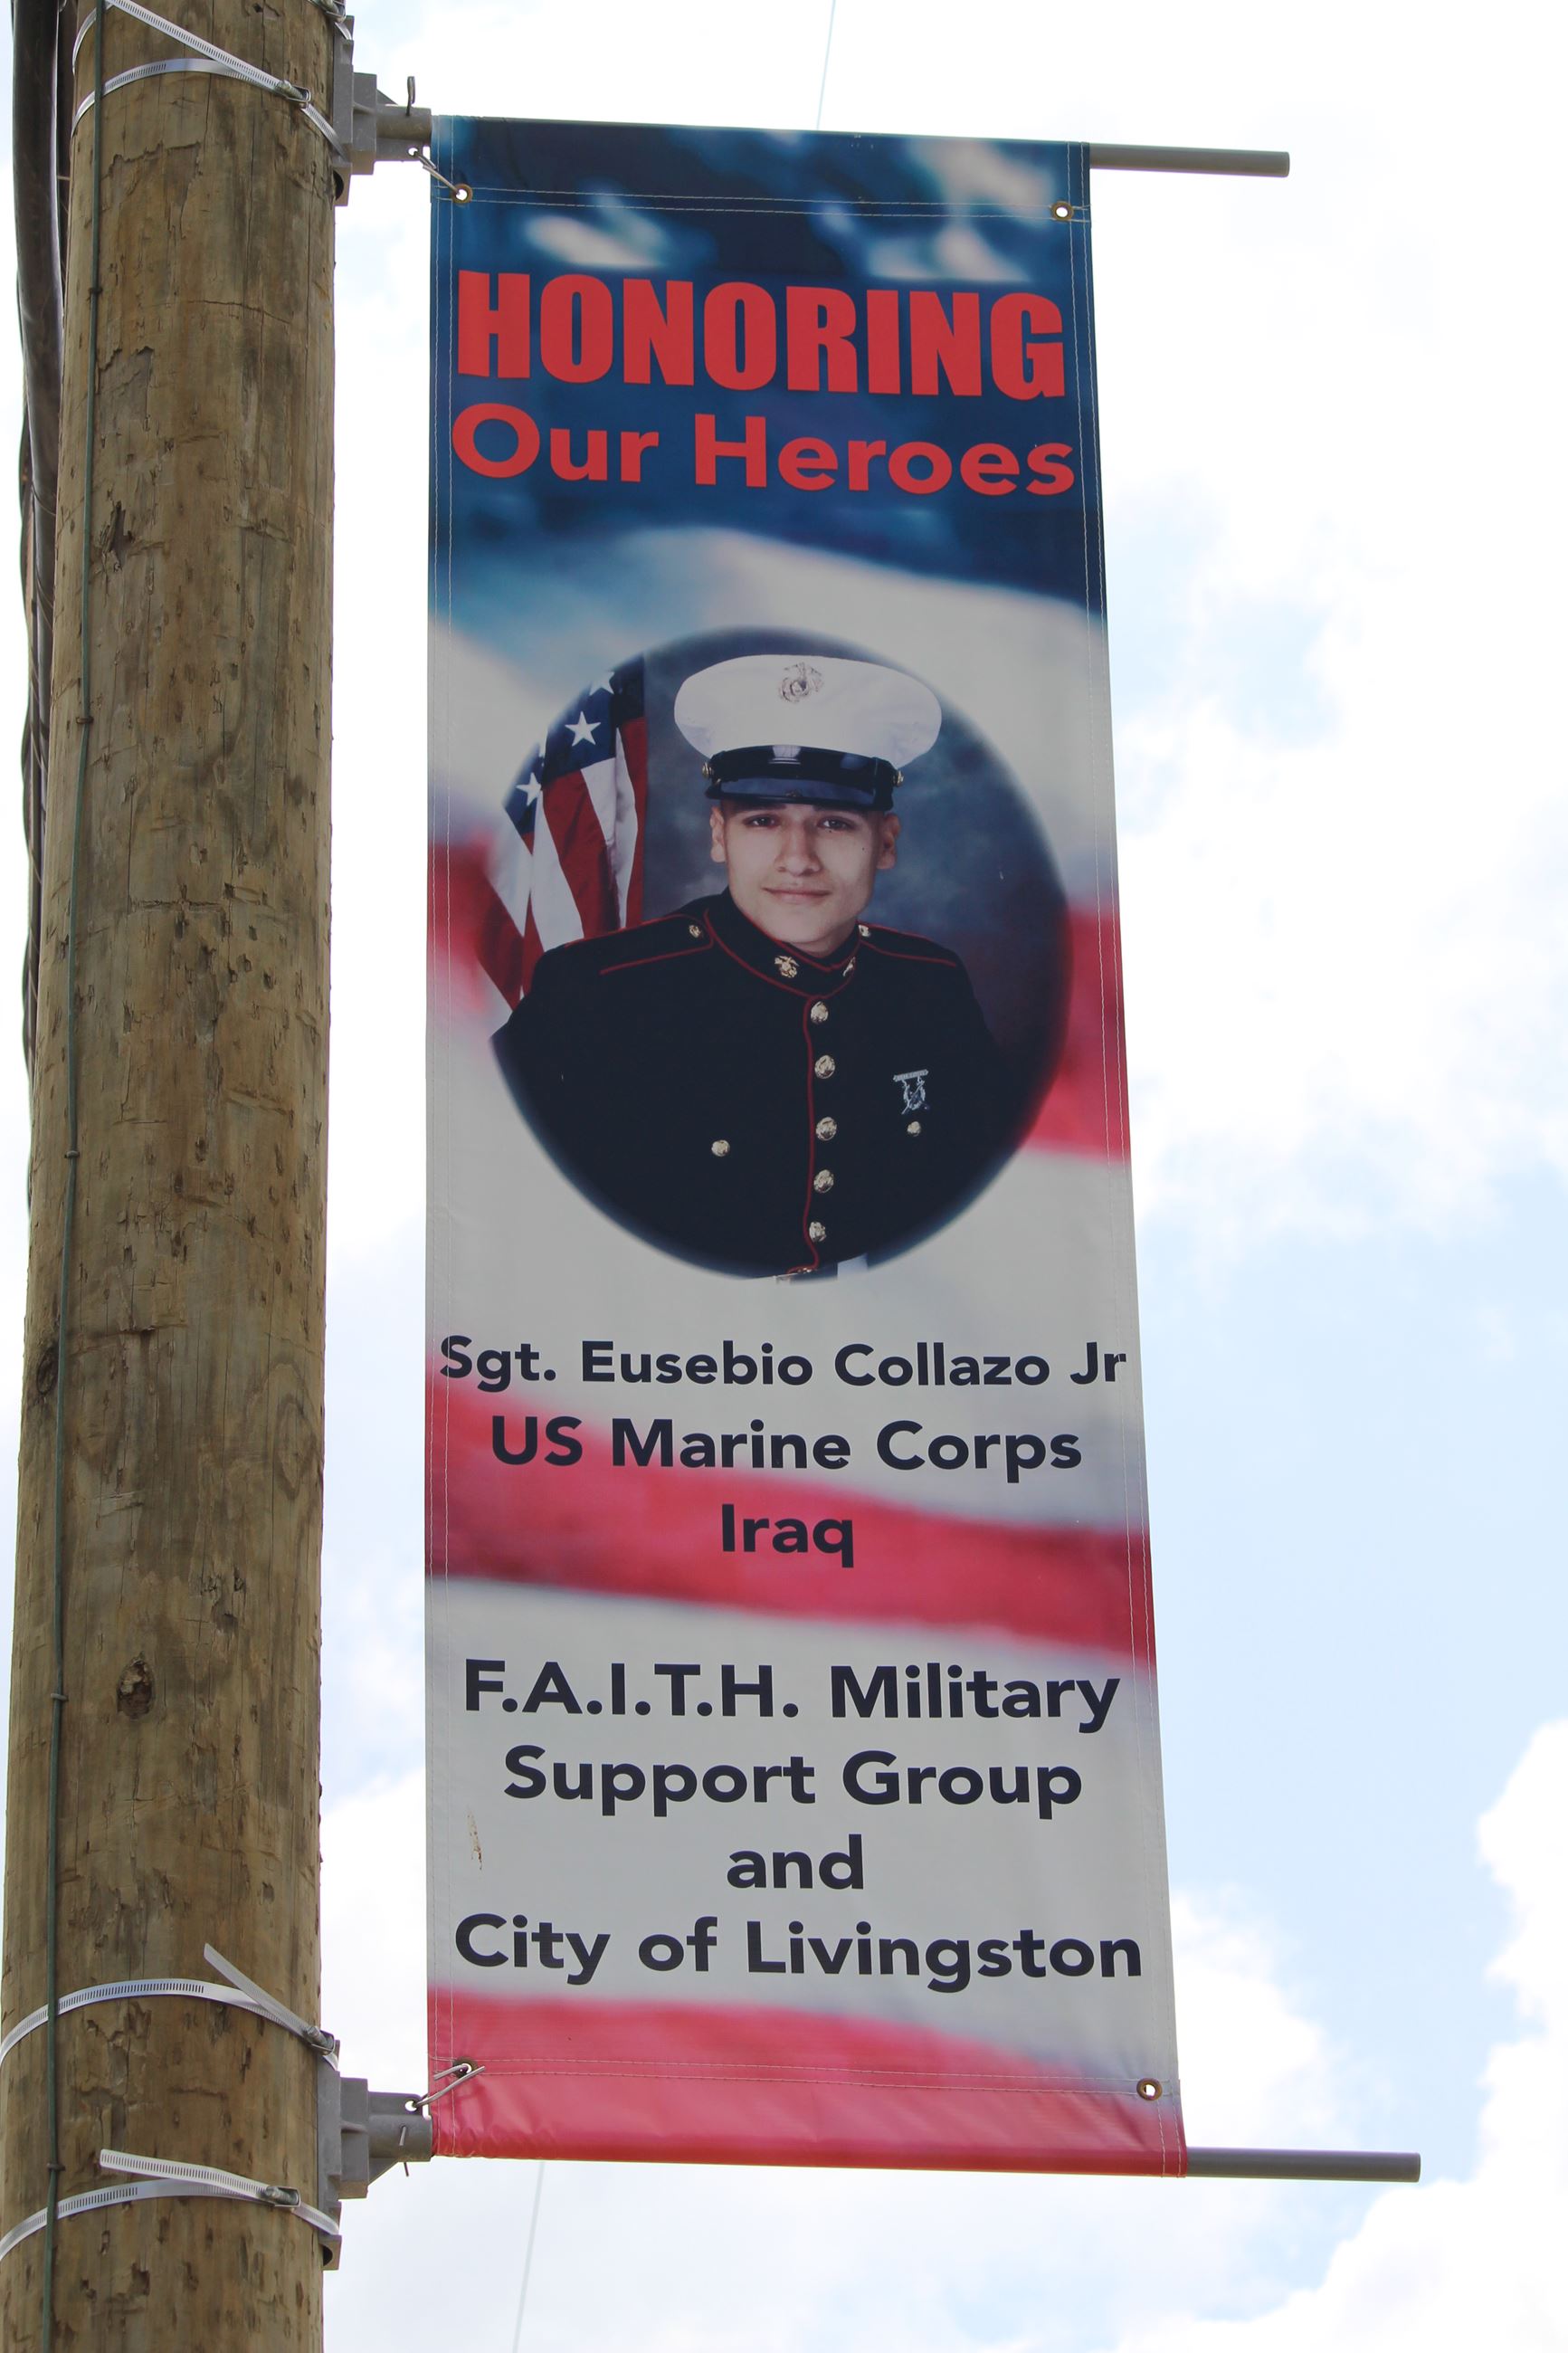 HONORING
Our Heroes
Sgt. Eusebio Collazo Jr
US Marine Corps
Iraq
F.A.I.T.H. Military
Support Group
and
City of Livingston